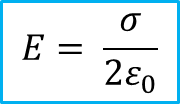 E = σ / 2ε₀